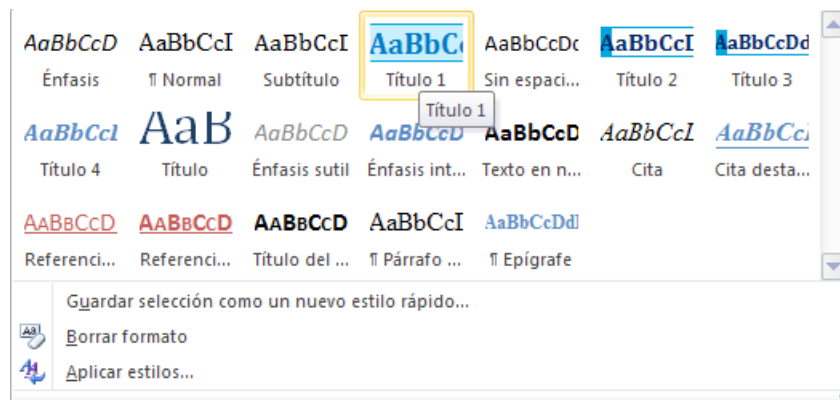 AaBbCcD AaBbCcI AaBbCcI AaBbC AaBbCcDc AaBbCcI AaBbCcDd
Énfasis ¶ Normal Subtítulo Título 1 Sin espaci... Título 2 Título 3
Título 1
AaBbCcI AaB AaBbCcD AaBbCcD AaBbCcD AaBbCcI AaBbCcI
Título 4 Título Énfasis sutil Énfasis int... Texto en n... Cita Cita desta...
AABBCCD AABBCCD AABBCCD AaBbCcI AaBbCcDdI
Referenci... Referenci... Título del ... ¶ Párrafo ... ¶ Epígrafe
Guardar selección como un nuevo estilo rápido...
Borrar formato
Aplicar estilos...